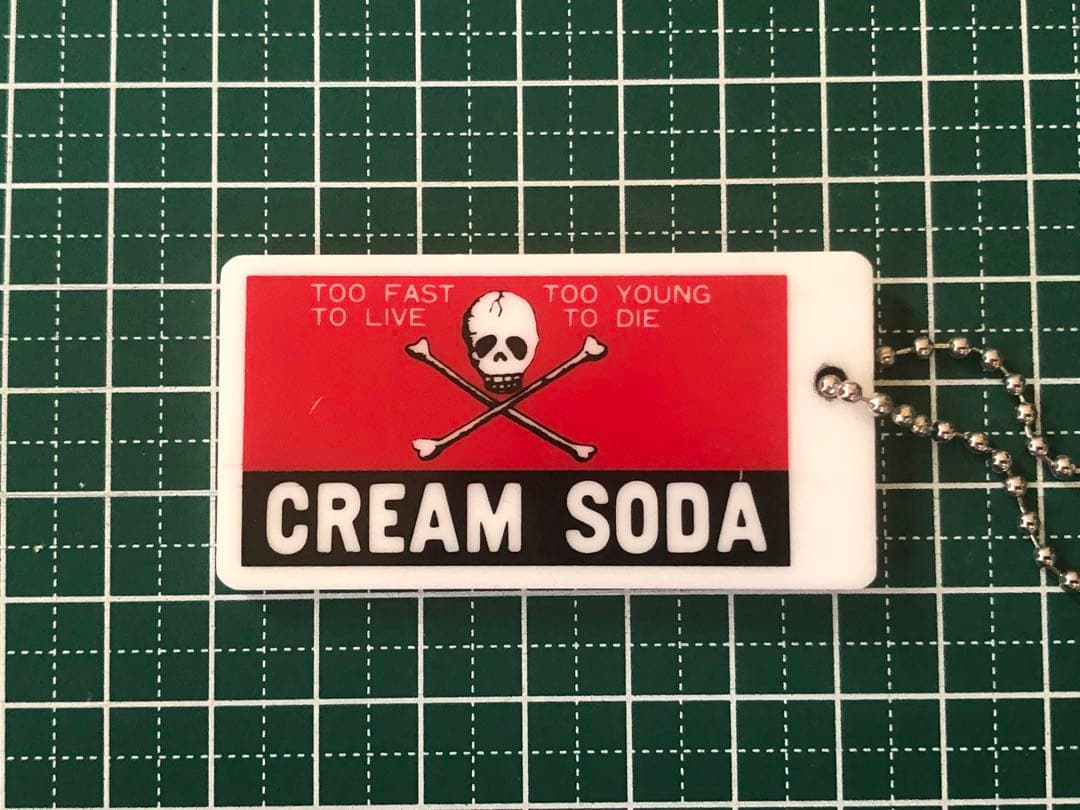 TOO FAST
TO LIVE
TOO YOUNG
TO DIE
CREAM SODA